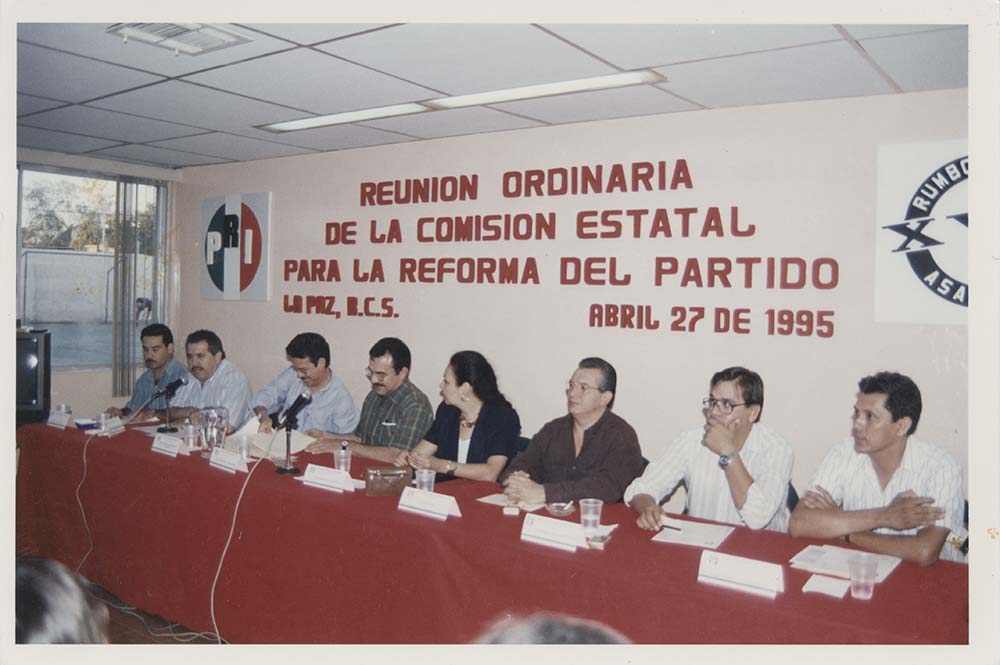 REUNION ORDINARIA
DE LA COMISION ESTATAL
PARA LA REFORMA DEL PARTIDO
LA PAZ, B.C.S. ABRIL 27 DE 1995
PRI
RUMBO
ASA